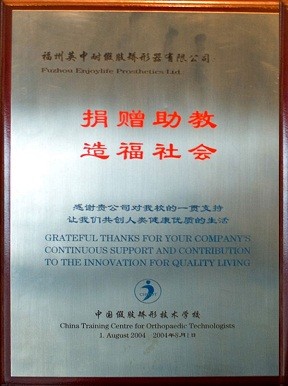 福州英中耐假肢矫形器有限公司
Fuzhou Enjoylife Prosthetics Ltd
捐赠助教
造福社会
感谢贵公司对我校的一贯支持
让我们共创人类健康优质的生活
GRATEFUL THANKS FOR YOUR COMPANY'S
CONTINUOUS SUPPORT AND CONTRIBUTION
TO THE INNOVATION FOR QUALITY LIVING
中国假肢矫形技术学校
China Training Centre for Orthopaedic Technologists
1. August 2004 2004年8月1日